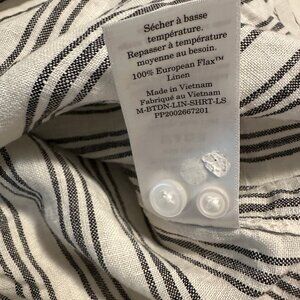 Sécher à basse
température.
Repasser à température
moyenne au besoin.
100% European Flax™
Linen
Made in Vietnam
Fabriqué au Vietnam
M-BTDN-LIN-SHRT-LS
PP2002667201